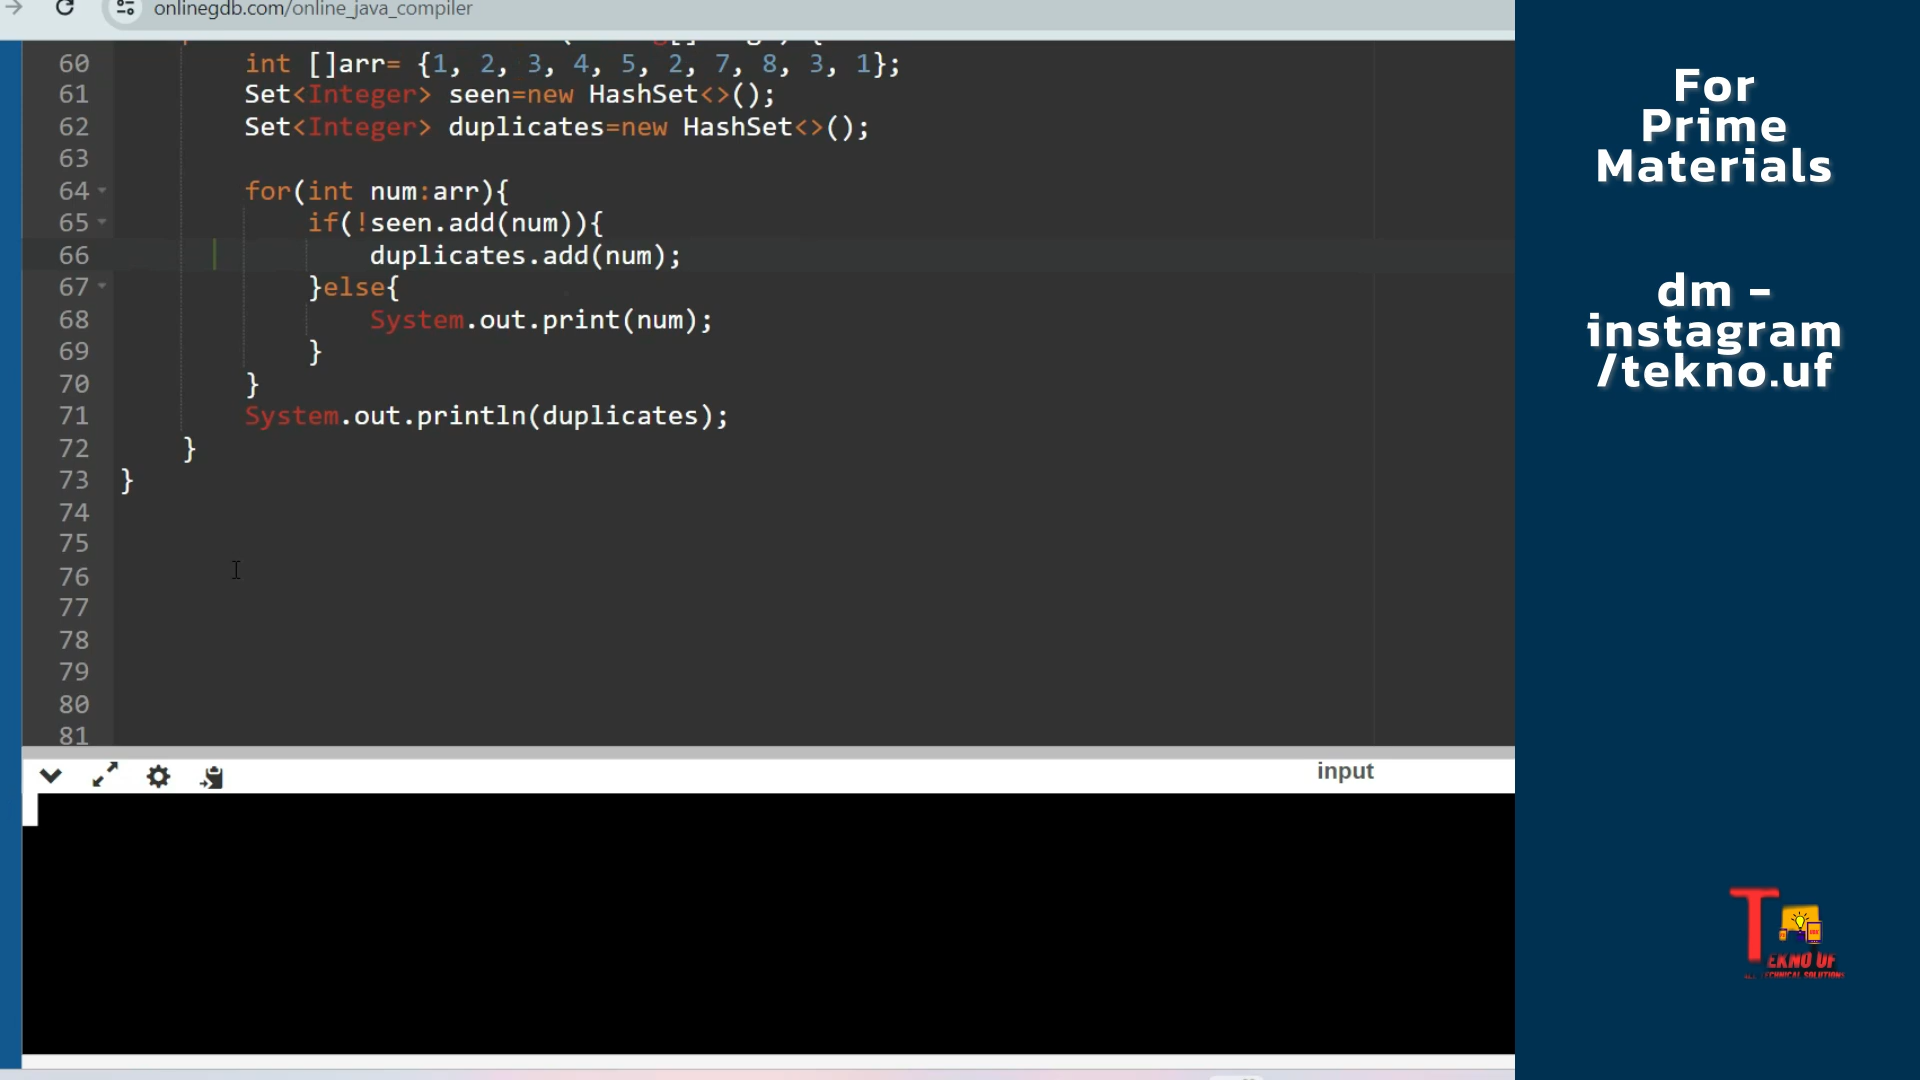 onlinegdb.com/online_java_compiler
60 int []arr= {1, 2, 3, 4, 5, 2, 7, 8, 3, 1};
61 Set<Integer> seen=new HashSet<>();
62 Set<Integer> duplicates=new HashSet<>();
63
64 for(int num:arr){
65 if(!seen.add(num)){
66 duplicates.add(num);
67 }else{
68 System.out.print(num);
69 }
70 }
71 System.out.println(duplicates);
72 }
73 }
74
75
76
77
78
79
80
81
input
For
Prime
Materials
dm -
instagram
/tekno.uf
TEKNO UF